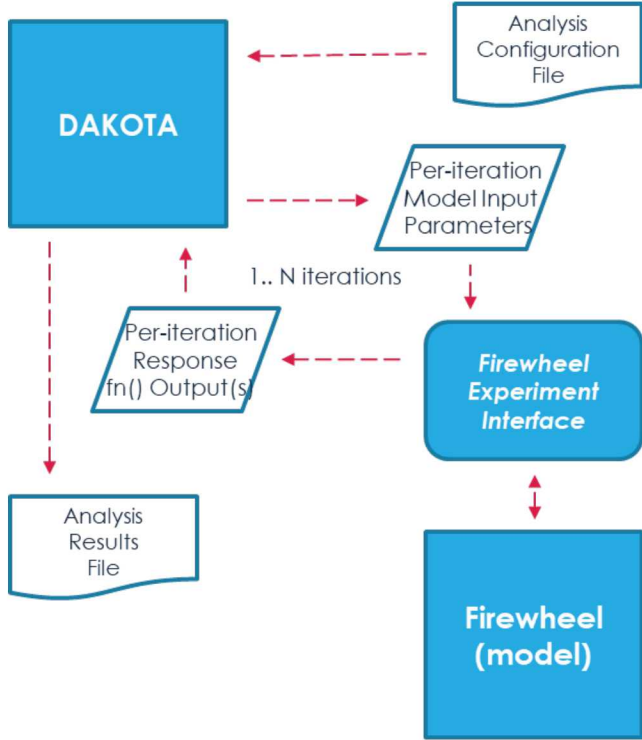 Analysis
Configuration
File
DAKOTA
Per-iteration
Model Input
Parameters
1.. N iterations
Per-iteration
Response
fn() Output(s)
Firewheel
Experiment
Interface
Analysis
Results
File
Firewheel
(model)